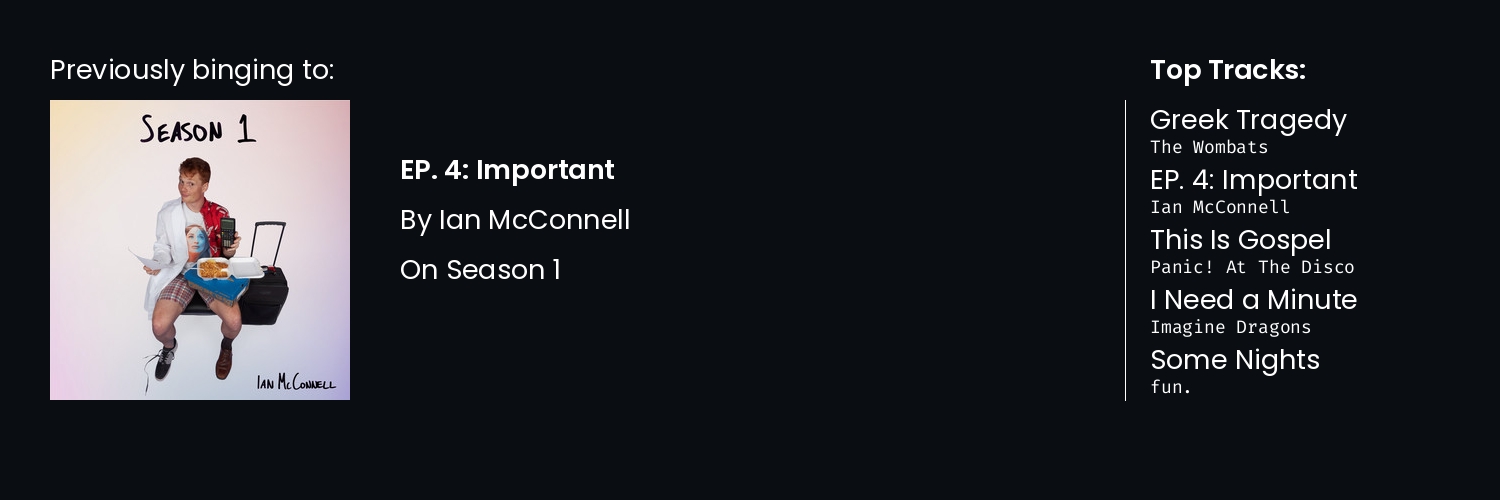 Previously binging to:
SEASON 1
IAN MCCONNELL
EP. 4: Important
By Ian McConnell
On Season 1
Top Tracks:
Greek Tragedy
The Wombats
EP. 4: Important
Ian McConnell
This Is Gospel
Panic! At The Disco
I Need a Minute
Imagine Dragons
Some Nights
fun.